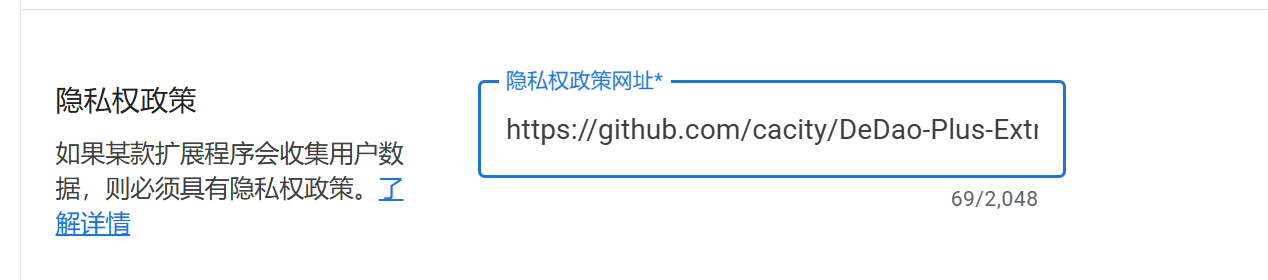 隐私权政策网址*
隐私权政策
https://github.com/cacity/DeDao-Plus-Ext
如果某款扩展程序会收集用户数
据，则必须具有隐私权政策。了
解详情
69/2,048